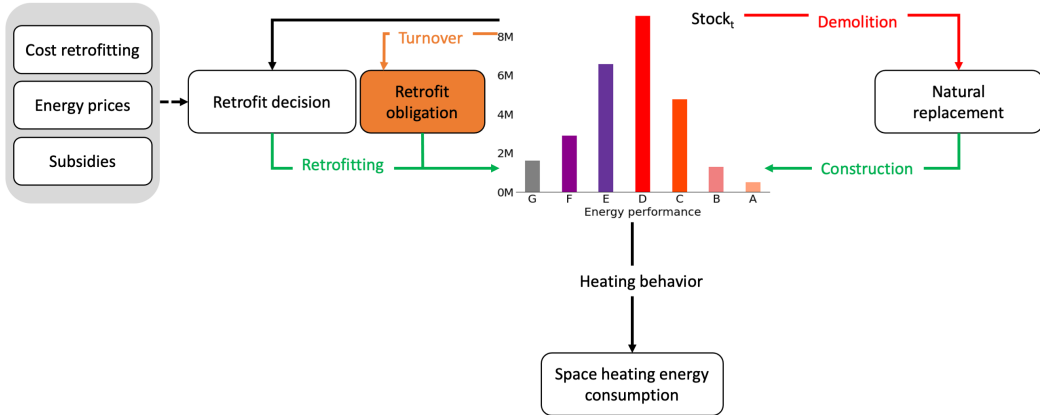 Cost retrofitting
Energy prices
Subsidies
Turnover
Retrofit decision
Retrofit
obligation
Retrofitting
8M
6M
4M
2M
0M
G F E D C B A
Energy performance
Stock_t
Demolition
Natural
replacement
Construction
Heating behavior
Space heating energy
consumption